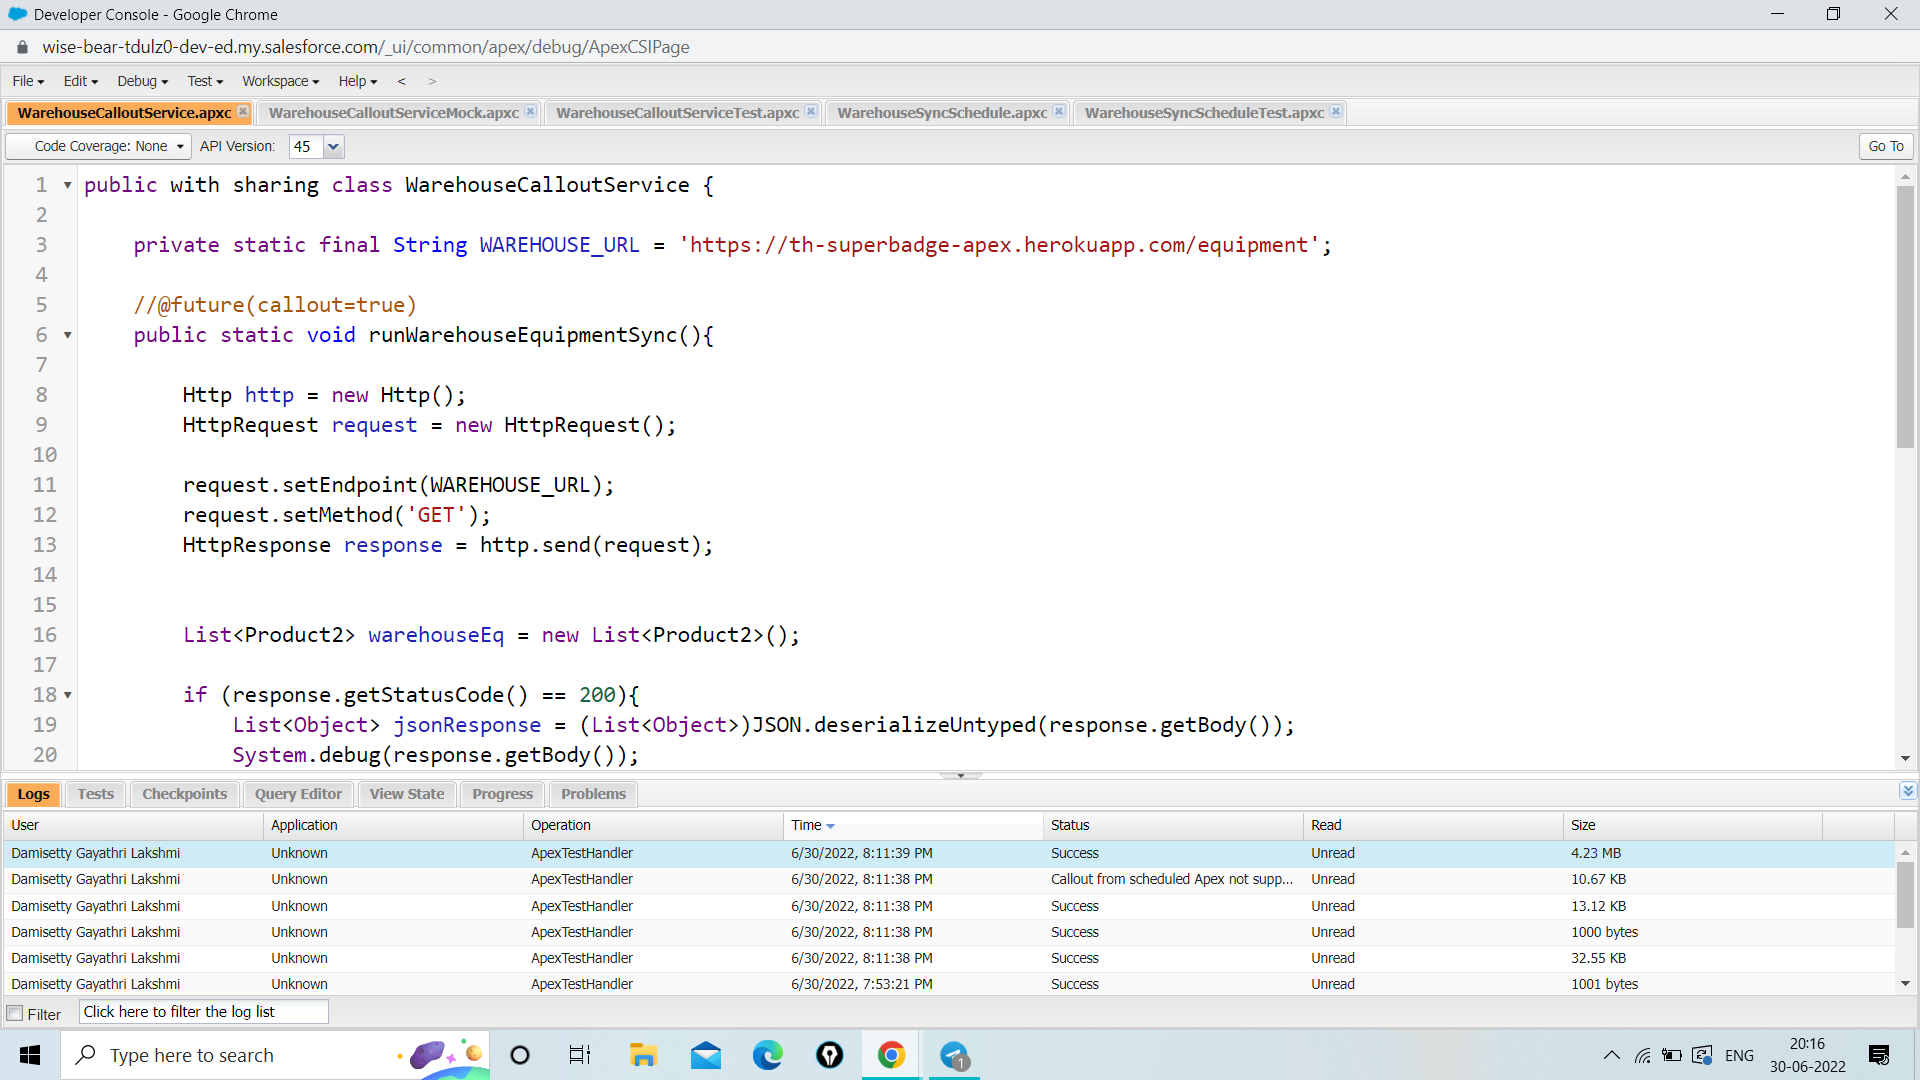 Developer Console - Google Chrome
wise-bear-tdulz0-dev-ed.my.salesforce.com/_ui/common/apex/debug/ApexCSIPage
File Edit Debug Test Workspace Help < >
WarehouseCalloutService.apxc WarehouseCalloutServiceMock.apxc WarehouseCalloutServiceTest.apxc WarehouseSyncSchedule.apxc WarehouseSyncScheduleTest.apxc
Code Coverage: None API Version: 45 Go To
1 public with sharing class WarehouseCalloutService {
2
3 private static final String WAREHOUSE_URL = 'https://th-superbadge-apex.herokuapp.com/equipment';
4
5 //@future(callout=true)
6 public static void runWarehouseEquipmentSync(){
7
8 Http http = new Http();
9 HttpRequest request = new HttpRequest();
10
11 request.setEndpoint(WAREHOUSE_URL);
12 request.setMethod('GET');
13 HttpResponse response = http.send(request);
14
15
16 List<Product2> warehouseEq = new List<Product2>();
17
18 if (response.getStatusCode() == 200){
19 List<Object> jsonResponse = (List<Object>)JSON.deserializeUntyped(response.getBody());
20 System.debug(response.getBody());
Logs Tests Checkpoints Query Editor View State Progress Problems
User Application Operation Time Status Read Size
Damisetty Gayathri Lakshmi Unknown ApexTestHandler 6/30/2022, 8:11:39 PM Success Unread 4.23 MB
Damisetty Gayathri Lakshmi Unknown ApexTestHandler 6/30/2022, 8:11:38 PM Callout from scheduled Apex not supp... Unread 10.67 KB
Damisetty Gayathri Lakshmi Unknown ApexTestHandler 6/30/2022, 8:11:38 PM Success Unread 13.12 KB
Damisetty Gayathri Lakshmi Unknown ApexTestHandler 6/30/2022, 8:11:38 PM Success Unread 1000 bytes
Damisetty Gayathri Lakshmi Unknown ApexTestHandler 6/30/2022, 8:11:38 PM Success Unread 32.55 KB
Damisetty Gayathri Lakshmi Unknown ApexTestHandler 6/30/2022, 7:53:21 PM Success Unread 1001 bytes
Filter Click here to filter the log list
Type here to search 1 ENG 20:16
30-06-2022